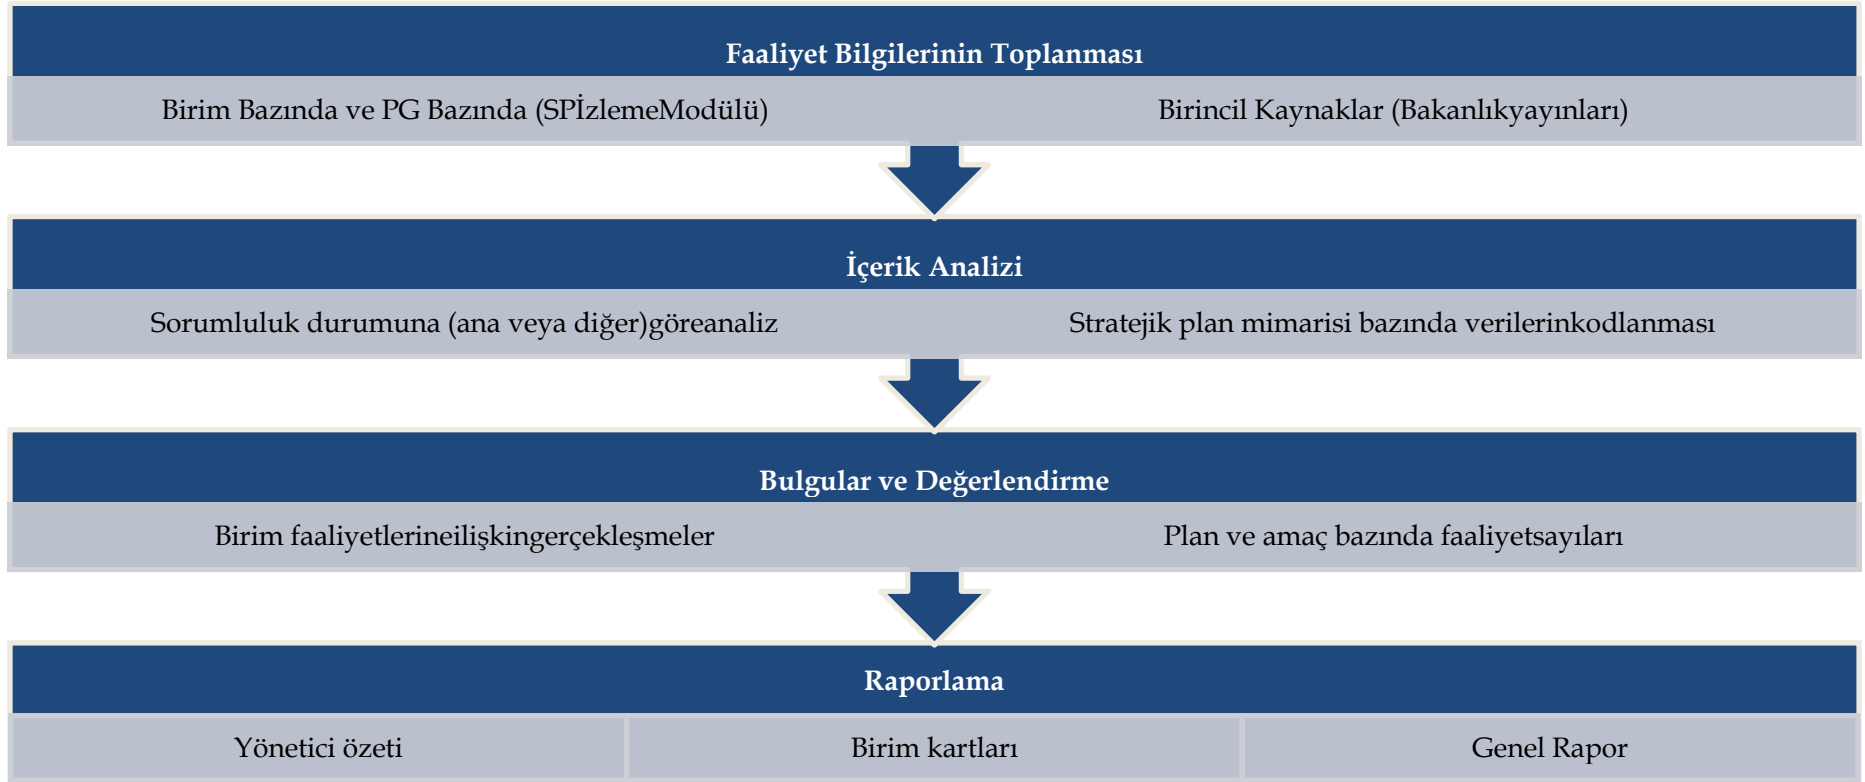 Faaliyet Bilgilerinin Toplanması
Birim Bazında ve PG Bazında (SPİzlemeModülü)
Birincil Kaynaklar (Bakanlıkyayınları)
İçerik Analizi
Sorumluluk durumuna (ana veya diğer)göreanaliz
Stratejik plan mimarisi bazında verilerinkodlanması
Bulgular ve Değerlendirme
Birim faaliyetlerineilişkingerçekleşmeler
Plan ve amaç bazında faaliyetsayıları
Raporlama
Yönetici özeti
Birim kartları
Genel Rapor